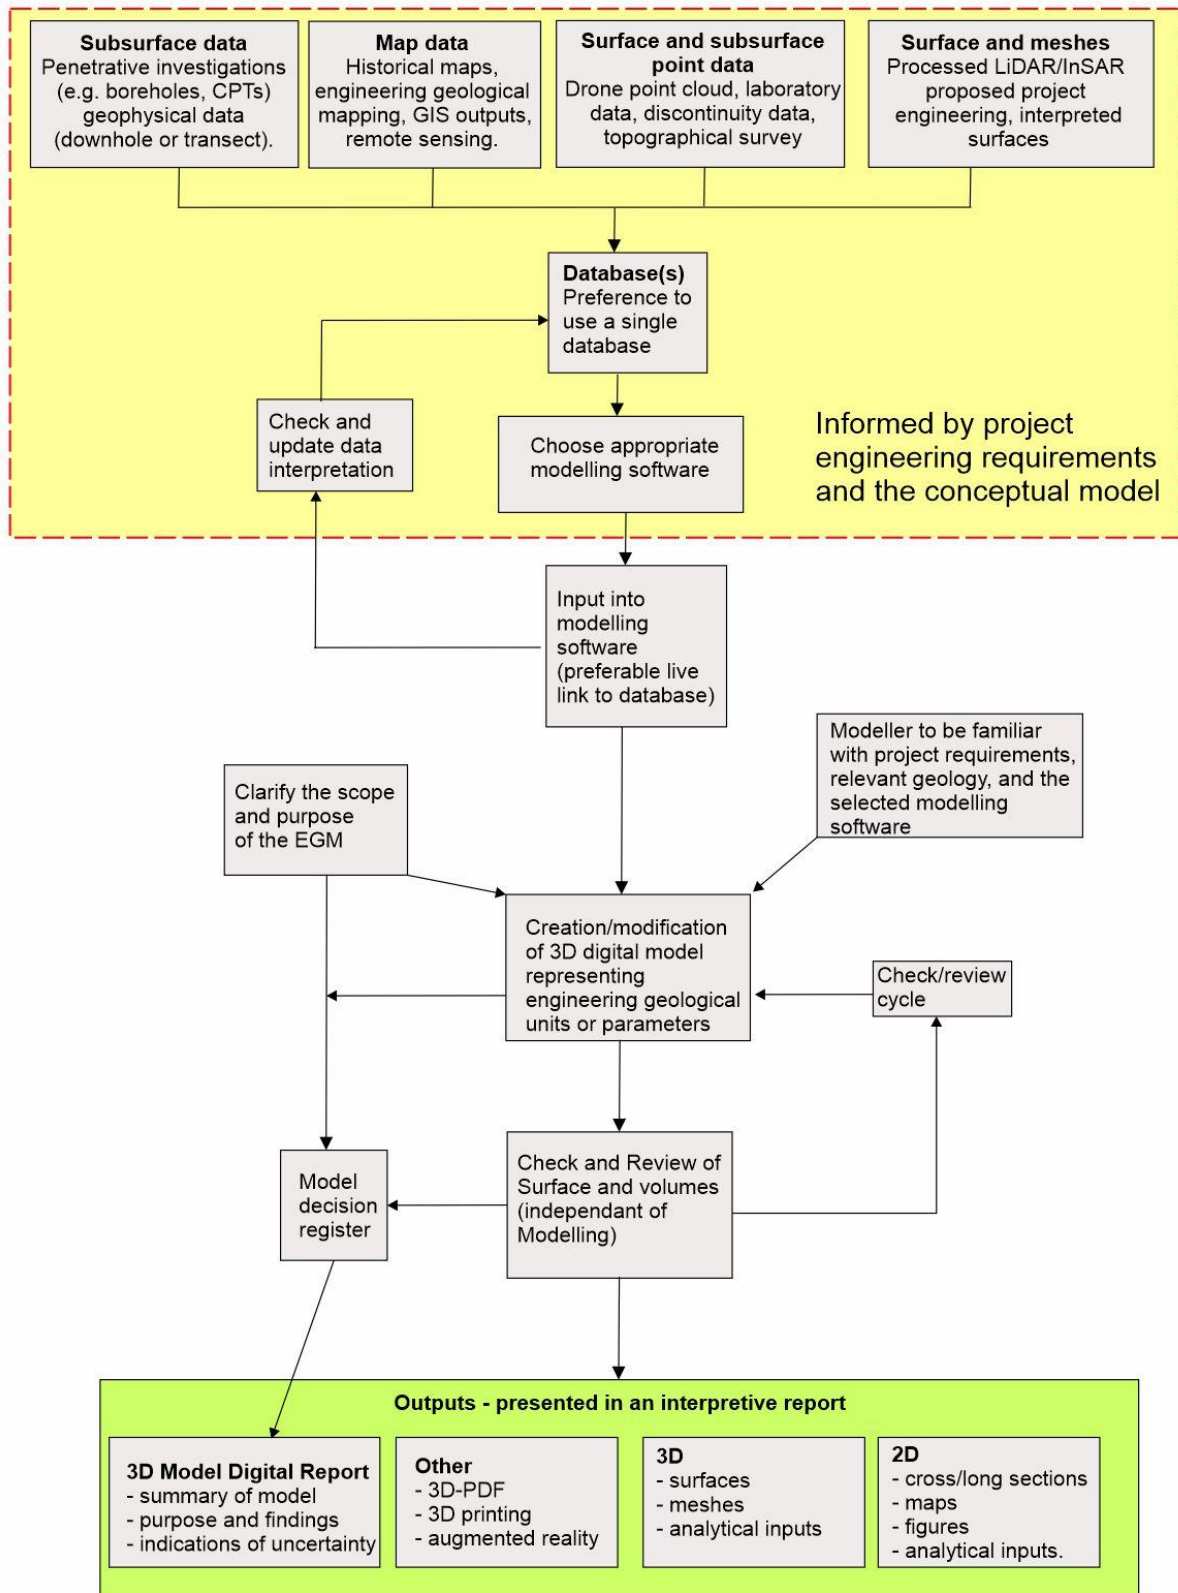 Subsurface data
Penetrative investigations
(e.g. boreholes, CPTs)
geophysical data
(downhole or transect).
Map data
Historical maps,
engineering geological
mapping, GIS outputs,
remote sensing.
Surface and subsurface
point data
Drone point cloud, laboratory
data, discontinuity data,
topographical survey
Surface and meshes
Processed LiDAR/InSAR
proposed project
engineering, interpreted
surfaces
Database(s)
Preference to
use a single
database
Check and
update data
interpretation
Choose appropriate
modelling software
Informed by project
engineering requirements
and the conceptual model
Input into
modelling
software
(preferable live
link to database)
Clarify the scope
and purpose
of the EGM
Modeller to be familiar
with project requirements,
relevant geology, and the
selected modelling
software
Creation/modification
of 3D digital model
representing
engineering geological
units or parameters
Check/review
cycle
Model
decision
register
Check and Review of
Surface and volumes
(independant of
Modelling)
Outputs - presented in an interpretive report
3D Model Digital Report
- summary of model
- purpose and findings
- indications of uncertainty
Other
- 3D-PDF
- 3D printing
- augmented reality
3D
- surfaces
- meshes
- analytical inputs
2D
- cross/long sections
- maps
- figures
- analytical inputs.